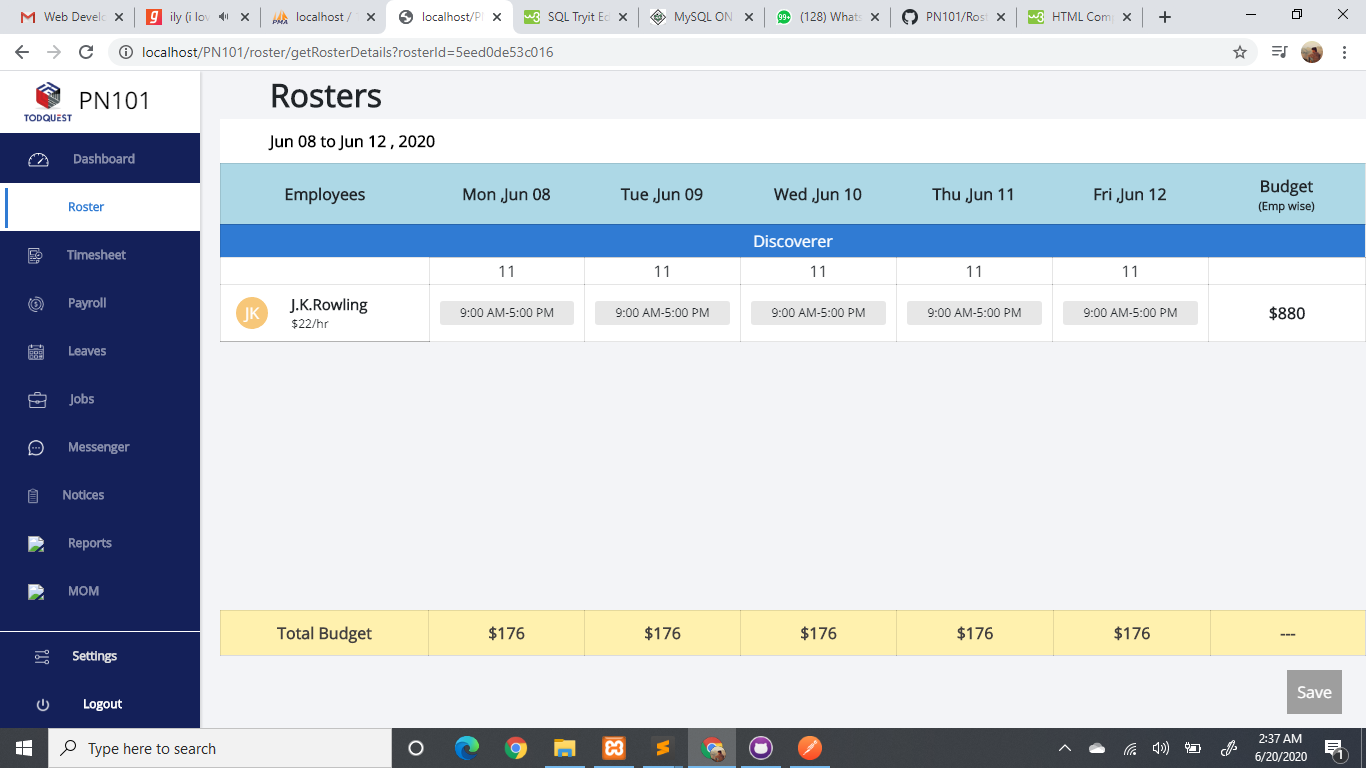 Web Develo
ily (i lov
localhost /
localhost/P
SQL Tryit Ed
MySQL ON
(128) Whats
PN101/Rost
HTML Com
localhost/PN101/roster/getRosterDetails?rosterId=5eed0de53c016
TODQUEST
PN101
Dashboard
Roster
Timesheet
Payroll
Leaves
Jobs
Messenger
Notices
Reports
MOM
Settings
Logout
Rosters
Jun 08 to Jun 12 , 2020
Employees Mon ,Jun 08 Tue ,Jun 09 Wed ,Jun 10 Thu ,Jun 11 Fri ,Jun 12 Budget
(Emp wise)
Discoverer
11 11 11 11 11
JK J.K.Rowling 9:00 AM-5:00 PM 9:00 AM-5:00 PM 9:00 AM-5:00 PM 9:00 AM-5:00 PM 9:00 AM-5:00 PM $880
$22/hr
Total Budget $176 $176 $176 $176 $176 ---
Save
Type here to search
2:37 AM
6/20/2020
1